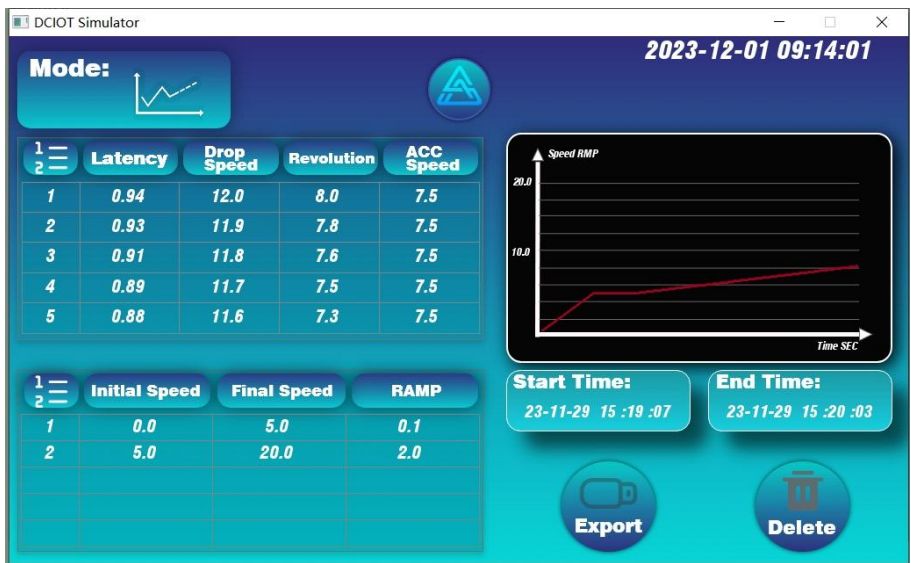 DCIOT Simulator
2023-12-01 09:14:01
Mode:
1 2 Latency Drop Speed Revolution ACC Speed
1 0.94 12.0 8.0 7.5
2 0.93 11.9 7.8 7.5
3 0.91 11.8 7.6 7.5
4 0.89 11.7 7.5 7.5
5 0.88 11.6 7.3 7.5
Speed RMP
20.0
10.0
Time SEC
1 2 Initlal Speed Final Speed RAMP
1 0.0 5.0 0.1
2 5.0 20.0 2.0
Start Time:
23-11-29 15 :19 :07
End Time:
23-11-29 15 :20 :03
Export
Delete